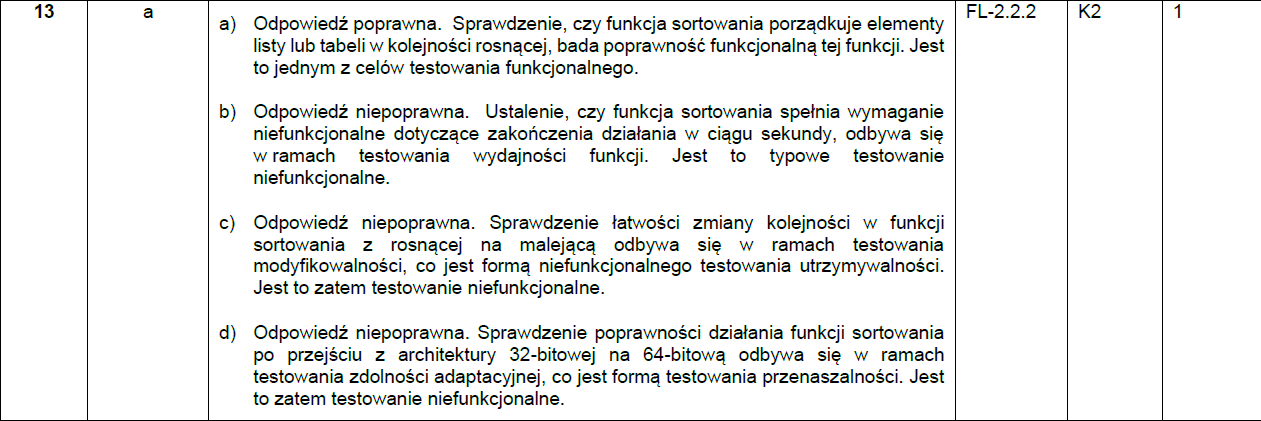 13 a a) Odpowiedź poprawna. Sprawdzenie, czy funkcja sortowania porządkuje elementy FL-2.2.2 K2 1
listy lub tabeli w kolejności rosnącej, bada poprawność funkcjonalną tej funkcji. Jest
to jednym z celów testowania funkcjonalnego.
b) Odpowiedź niepoprawna. Ustalenie, czy funkcja sortowania spełnia wymaganie
niefunkcjonalne dotyczące zakończenia działania w ciągu sekundy, odbywa się
w ramach testowania wydajności funkcji. Jest to typowe testowanie
niefunkcjonalne.
c) Odpowiedź niepoprawna. Sprawdzenie łatwości zmiany kolejności w funkcji
sortowania z rosnącej na malejącą odbywa się w ramach testowania
modyfikowalności, co jest formą niefunkcjonalnego testowania utrzymywalności.
Jest to zatem testowanie niefunkcjonalne.
d) Odpowiedź niepoprawna. Sprawdzenie poprawności działania funkcji sortowania
po przejściu z architektury 32-bitowej na 64-bitową odbywa się w ramach
testowania zdolności adaptacyjnej, co jest formą testowania przenaszalności. Jest
to zatem testowanie niefunkcjonalne.